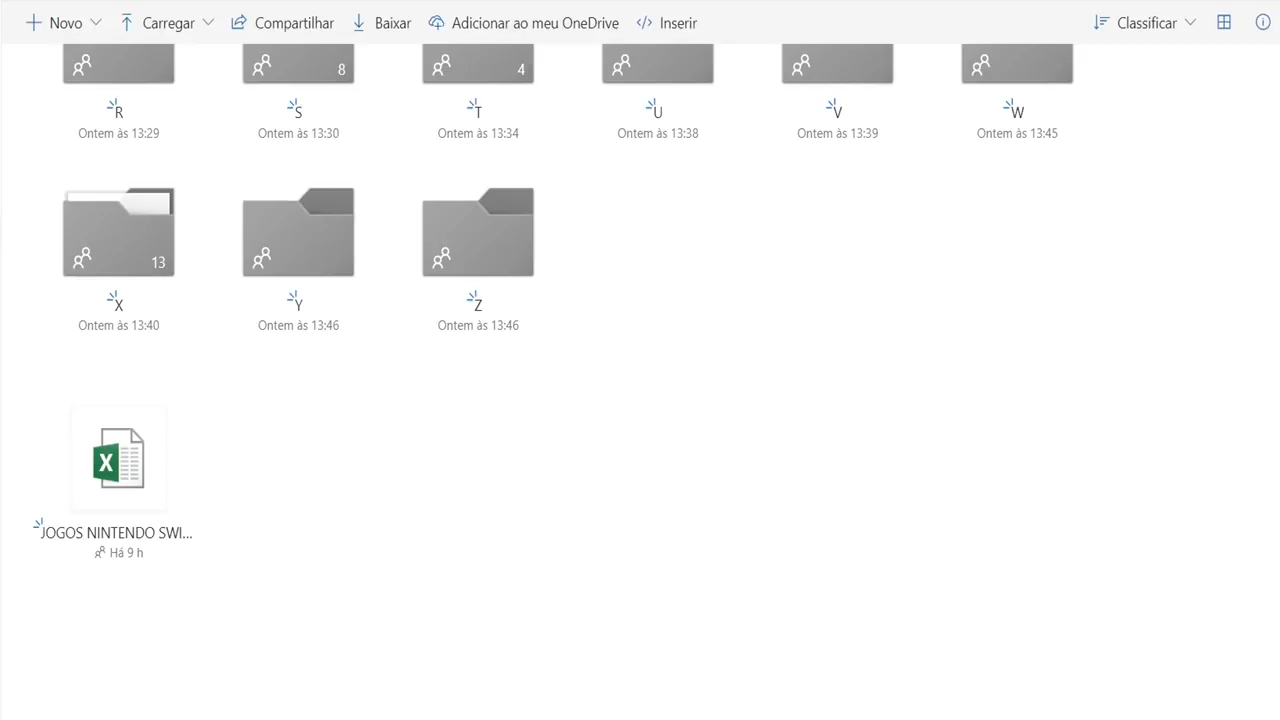 Novo Carregar Compartilhar Baixar Adicionar ao meu OneDrive </> Inserir Classificar
8 4
R S T U V W
Ontem às 13:29 Ontem às 13:30 Ontem às 13:34 Ontem às 13:38 Ontem às 13:39 Ontem às 13:45
13
X Y Z
Ontem às 13:40 Ontem às 13:46 Ontem às 13:46
X
JOGOS NINTENDO SWI...
Há 9 h